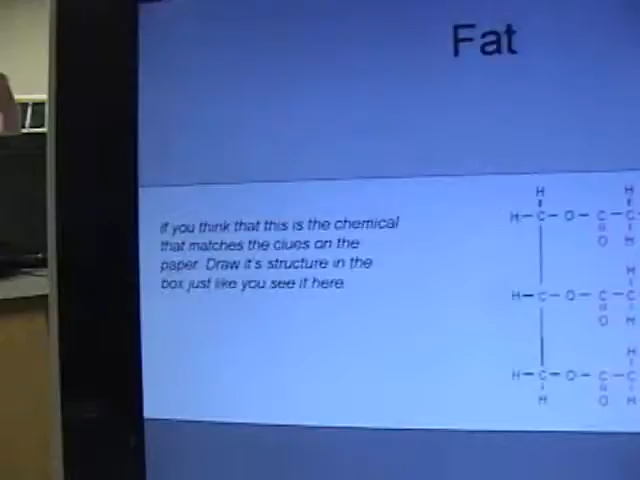 Fat
If you think that this is the chemical
that matches the clues on the
paper. Draw it's structure in the
box just like you see it here.
H H
H-C-O-C-C
O H
H
H-C-O-C-C
O H
H
H-C-O-C-C
H O H